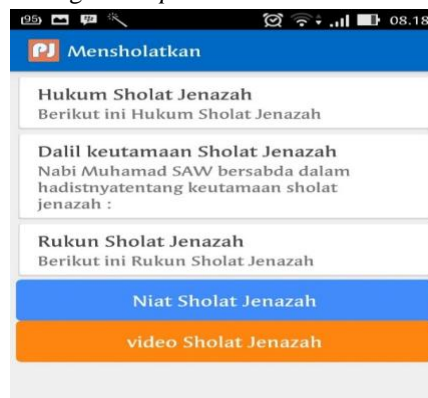 95
08.18
PJ Mensholatkan
Hukum Sholat Jenazah
Berikut ini Hukum Sholat Jenazah
Dalil keutamaan Sholat Jenazah
Nabi Muhamad SAW bersabda dalam
hadistnyatentang keutamaan sholat
jenazah :
Rukun Sholat Jenazah
Berikut ini Rukun Sholat Jenazah
Niat Sholat Jenazah
video Sholat Jenazah